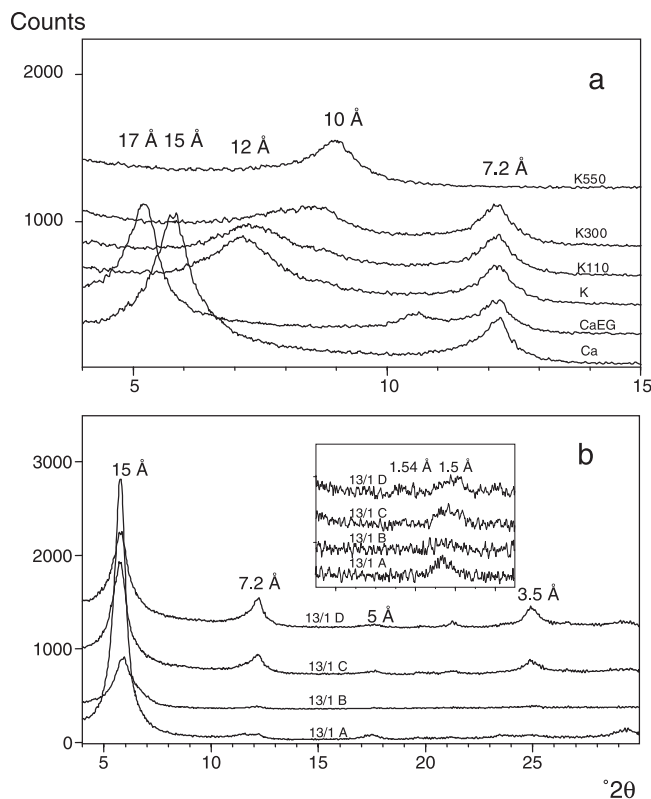 Counts
2000
a
10 Å
17 Å 15 Å 12 Å
7.2 Å
K550
1000
K300
K110
K
CaEG
Ca
5 10 15
b
3000
15 Å
1.54 Å 1.5 Å
13/1 D
13/1 C
13/1 B
13/1 A
2000
7.2 Å
3.5 Å
5 Å
13/1 D
1000
13/1 C
13/1 B
13/1 A
0
5 10 15 20 25
°2θ